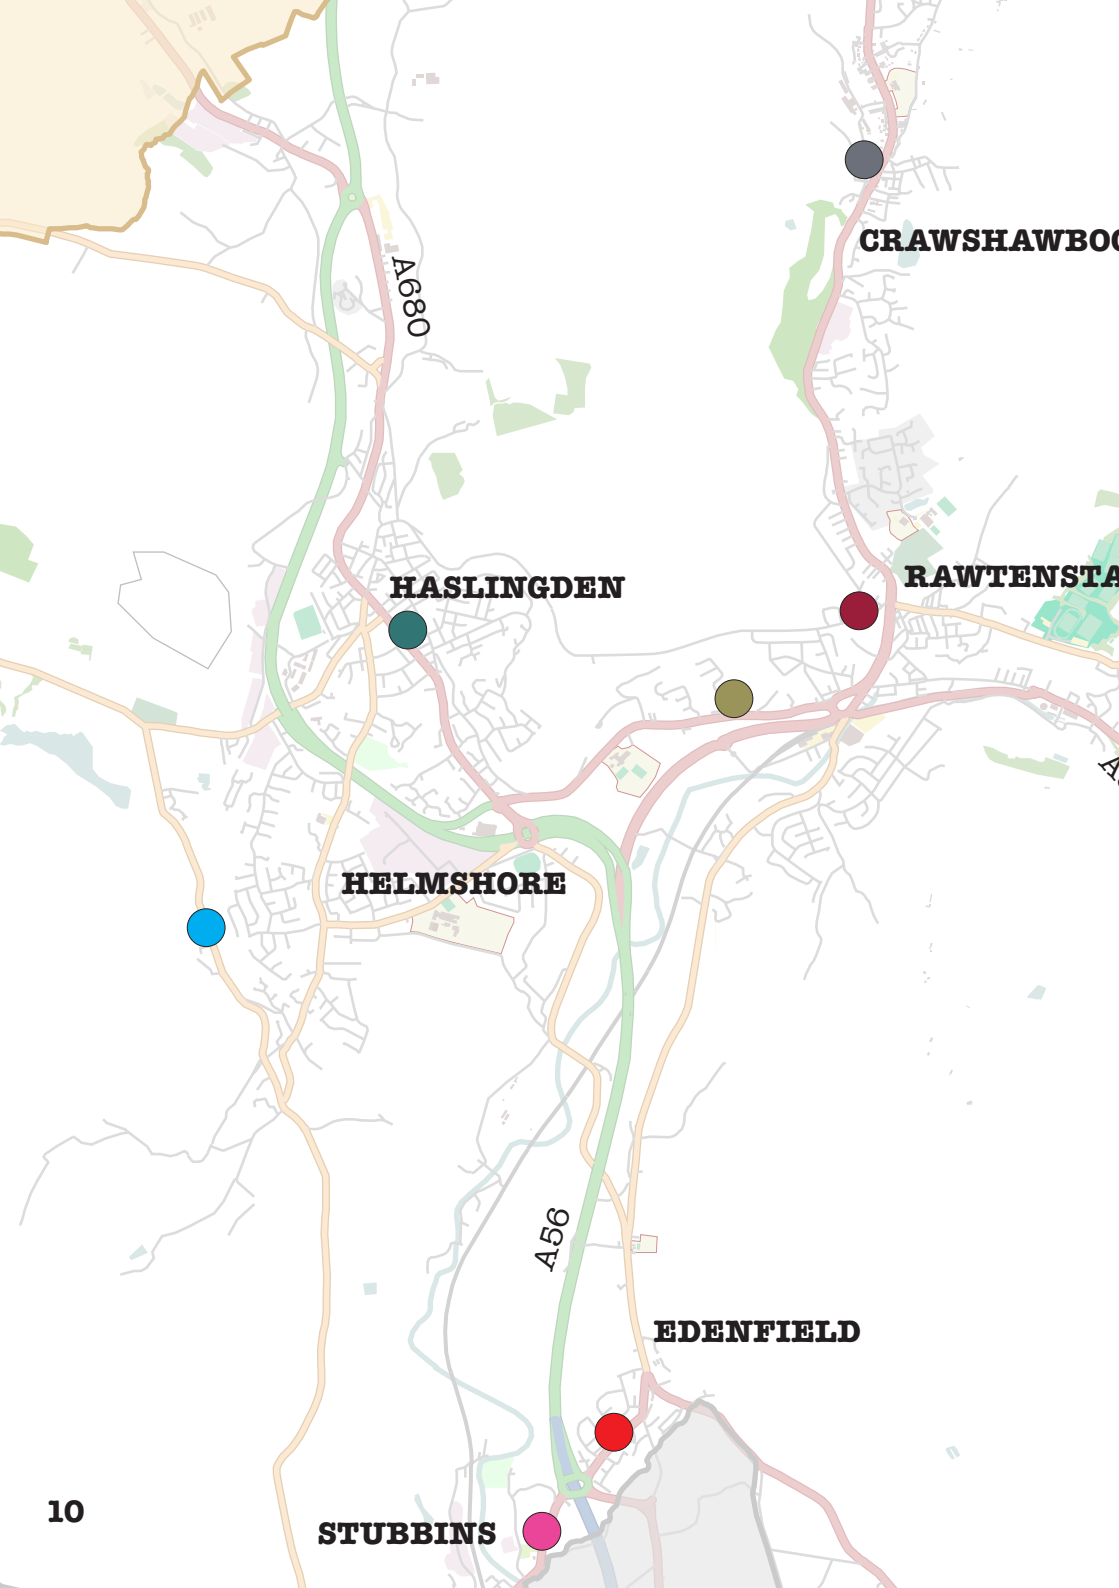 CRAWSHAWBOO
A680
HASLINGDEN
RAWTENSTA
HELMSHORE
A56
EDENFIELD
10
STUBBINS